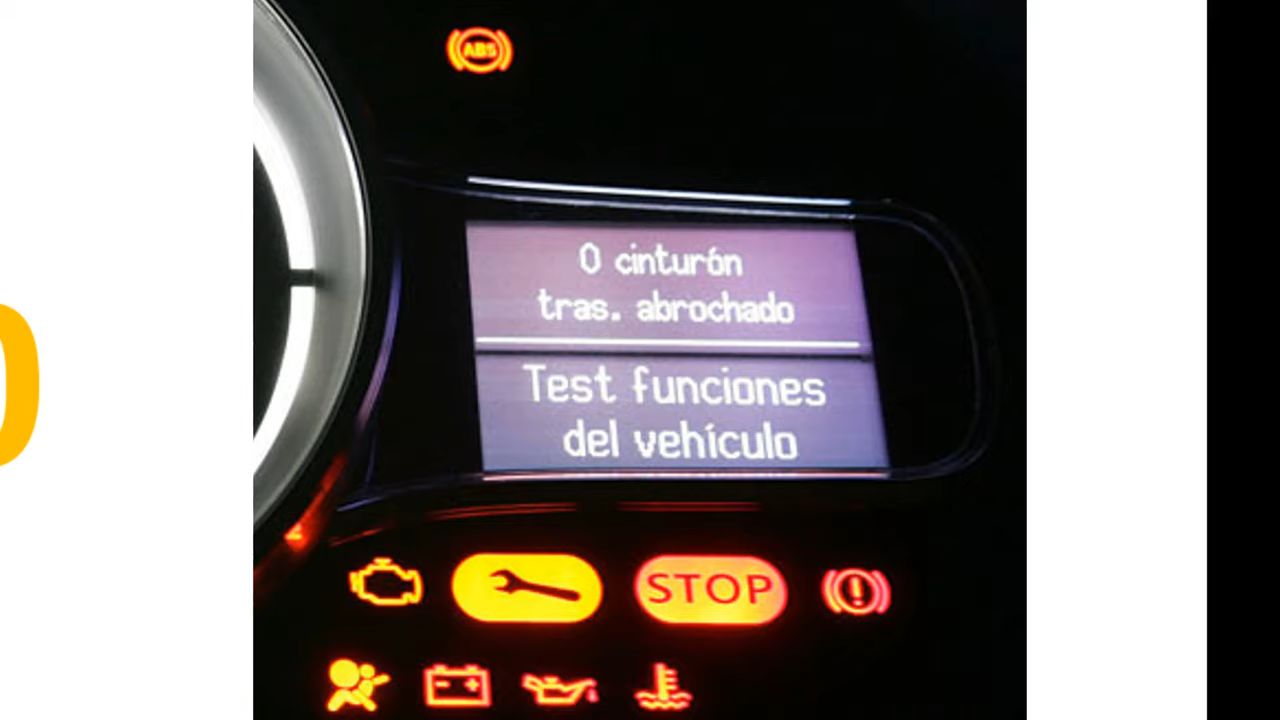 ABS
0 cinturón
tras. abrochado
Test funciones
del vehículo
STOP